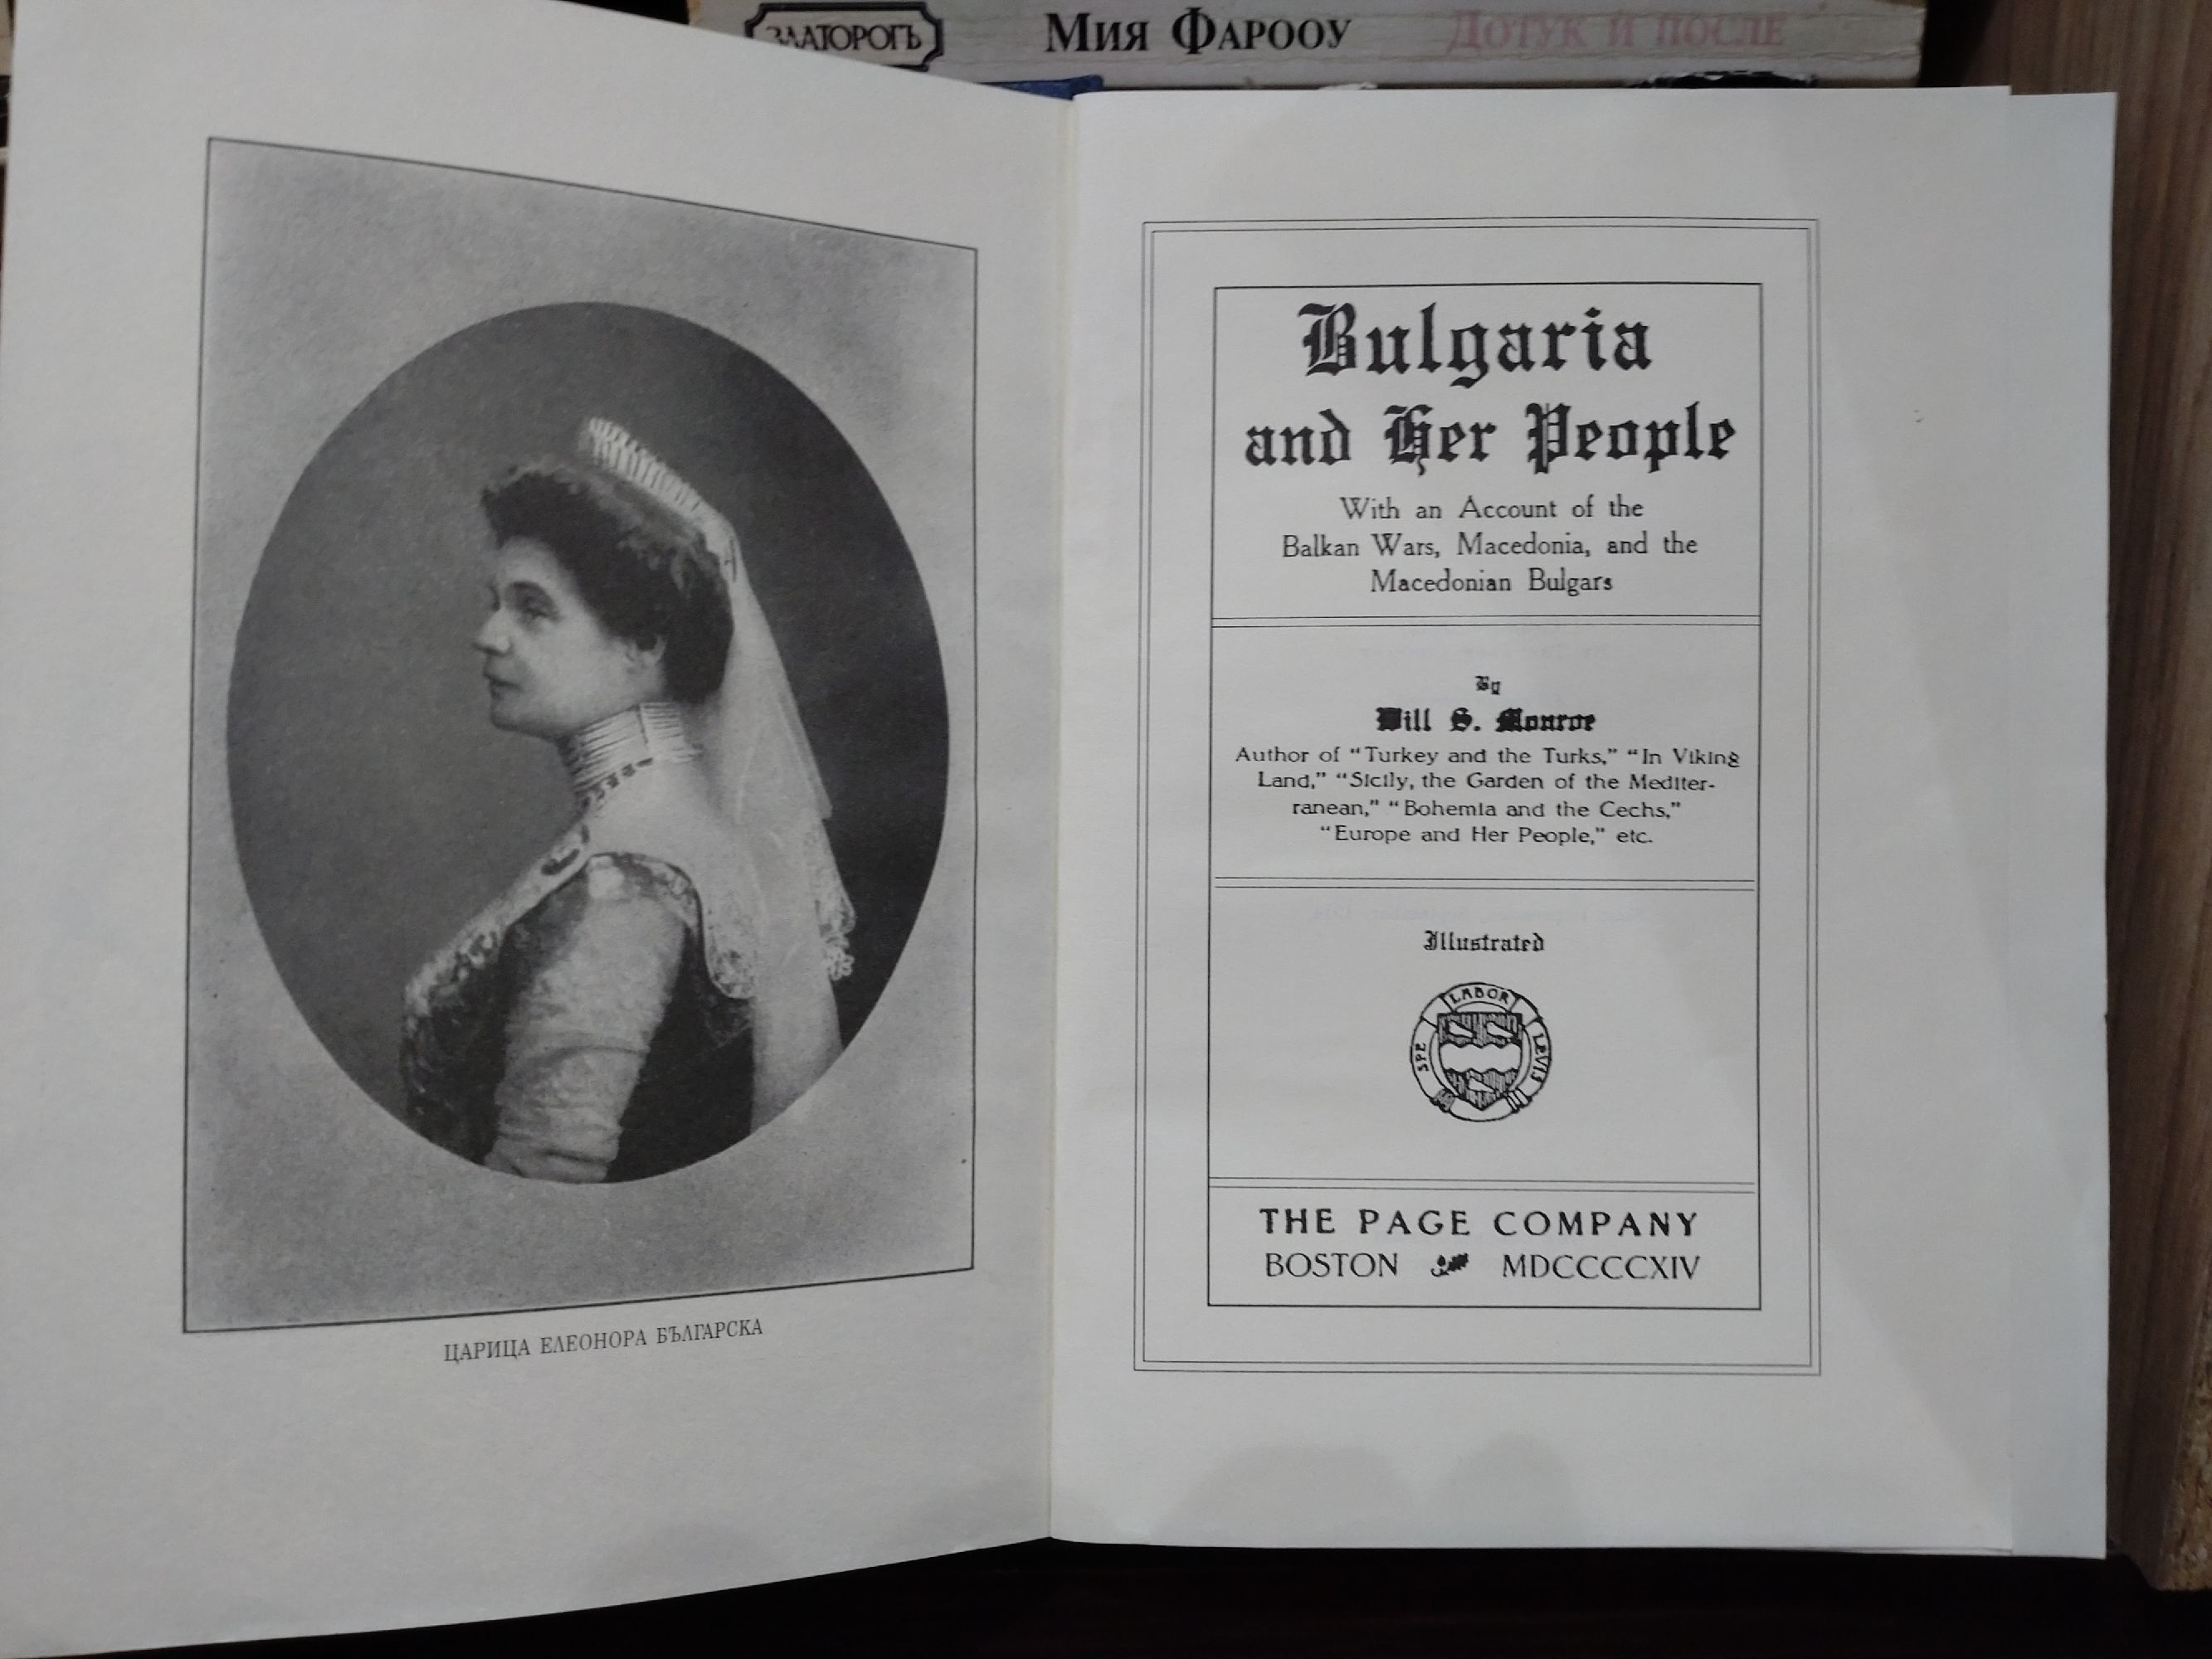 ЗЛАТОРОГЪ МИЯ ФАРООУ ДОТУК И ПОСЛЕ
ЦАРИЦА ЕЛЕОНОРА БЪЛГАРСКА
Bulgaria
and Her People
With an Account of the
Balkan Wars, Macedonia, and the
Macedonian Bulgars
By
Will S. Monroe
Author of “Turkey and the Turks,” “In Viking
Land,” “Sicily, the Garden of the Mediter-
ranean,” “Bohemia and the Cechs,”
“Europe and Her People,” etc.
Illustrated
SPE LABOR LEVIS
THE PAGE COMPANY
BOSTON MDCCCCXIV